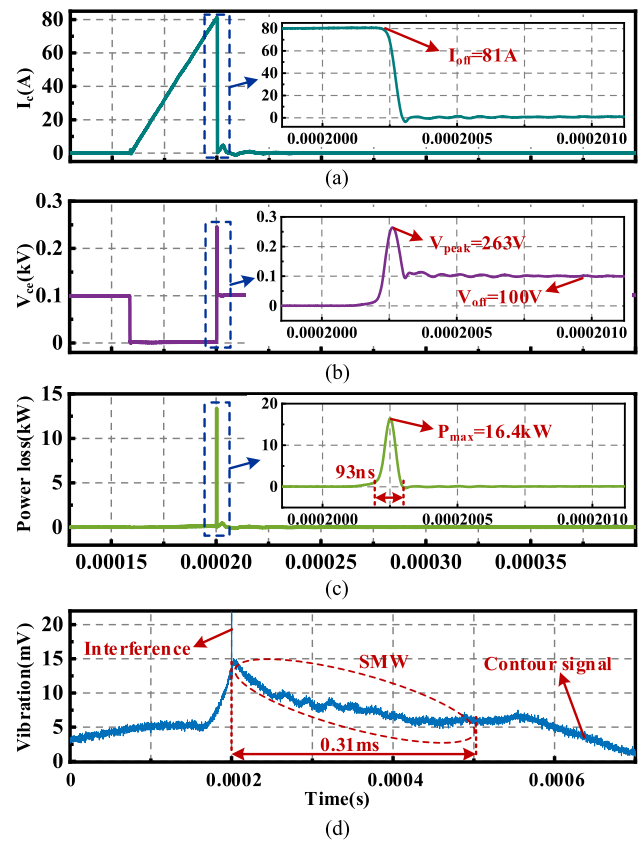 (a)
I_c(A)
80
60
40
20
0
80
60
40
20
0
I_off=81A
0.0002000
0.0002005
0.0002010
(b)
V_ce(kV)
0.3
0.2
0.1
0
0.3
0.2
0.1
0
V_peak=263V
V_off=100V
0.0002000
0.0002005
0.0002010
(c)
Power loss(kW)
15
10
5
0
20
10
0
P_max=16.4kW
93ns
0.0002000
0.0002005
0.0002010
0.00015
0.00020
0.00025
0.00030
0.00035
(d)
Vibration(mV)
20
15
10
5
0
Interference
SMW
Contour signal
0.31ms
0
0.0002
0.0004
0.0006
Time(s)